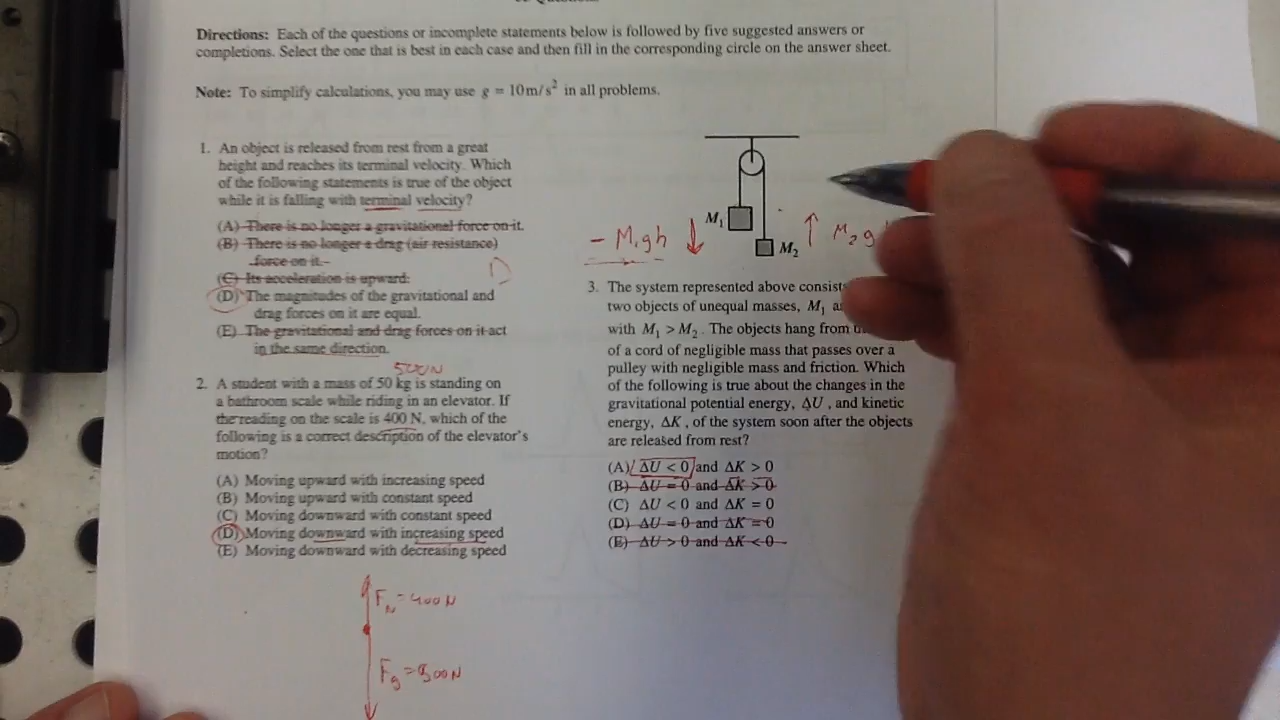 Directions: Each of the questions or incomplete statements below is followed by five suggested answers or
completions. Select the one that is best in each case and then fill in the corresponding circle on the answer sheet.
Note: To simplify calculations, you may use g = 10 m/s² in all problems.
1. An object is released from rest from a great
height and reaches its terminal velocity. Which
of the following statements is true of the object
while it is falling with terminal velocity?
(A) There is no longer a gravitational force on it.
(B) There is no longer a drag (air resistance)
force on it.
(C) Its acceleration is upward.
D
(D) The magnitudes of the gravitational and
drag forces on it are equal.
(E) The gravitational and drag forces on it act
in the same direction.
500N
2. A student with a mass of 50 kg is standing on
a bathroom scale while riding in an elevator. If
the reading on the scale is 400 N, which of the
following is a correct description of the elevator's
motion?
(A) Moving upward with increasing speed
(B) Moving upward with constant speed
(C) Moving downward with constant speed
(D) Moving downward with increasing speed
(E) Moving downward with decreasing speed
F_N = 400 N
F_g = 500 N
M₁
M₂
- M₁gh
M₂g
3. The system represented above
two objects of unequal masses, M₁
with M₁ > M₂. The objects hang from
of a cord of negligible mass that passes over a
pulley with negligible mass and friction. Which
of the following is true about the changes in the
gravitational potential energy, ΔU, and kinetic
energy, ΔK, of the system soon after the objects
are released from rest?
(A) ΔU < 0 and ΔK > 0
(B) ΔU = 0 and ΔK > 0
(C) ΔU < 0 and ΔK = 0
(D) ΔU = 0 and ΔK = 0
(E) ΔU > 0 and ΔK < 0